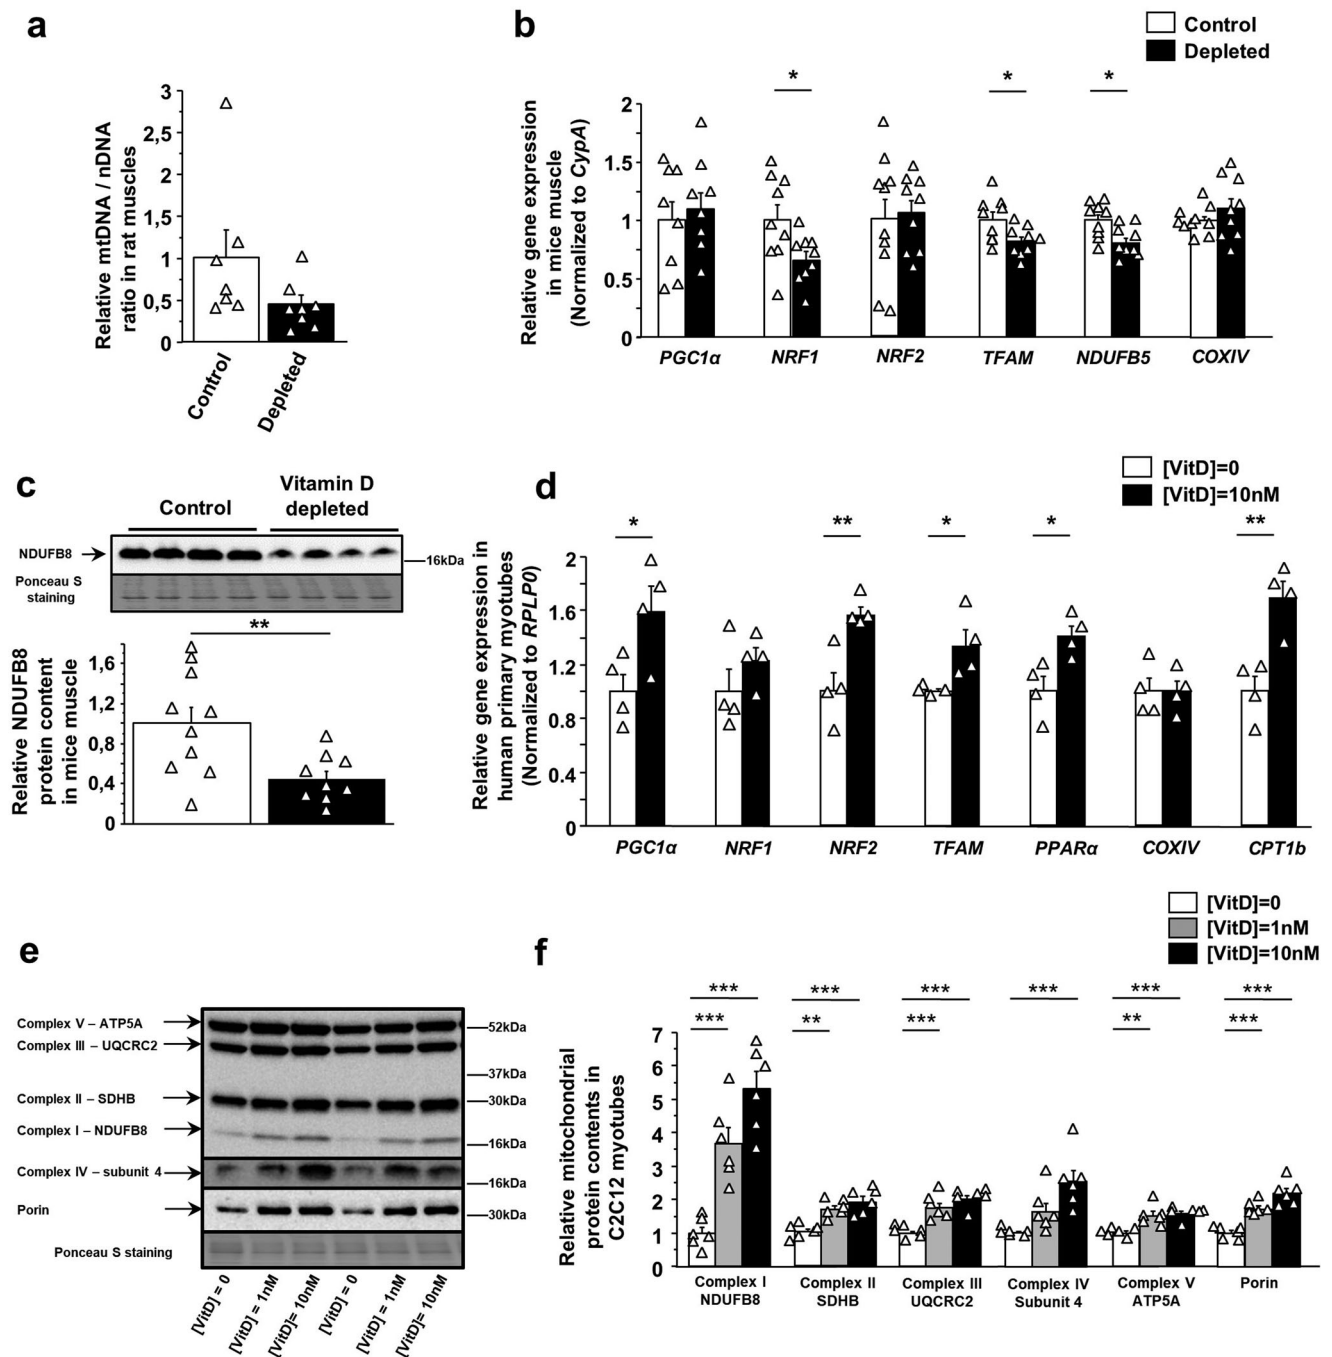 a
Relative mtDNA / nDNA
ratio in rat muscles
3
2,5
2
1,5
1
0,5
0
Control
Depleted
b
Control
Depleted
Relative gene expression
in mice muscle
(Normalized to CypA)
2
1.5
1
0.5
0
* * *
PGC1α NRF1 NRF2 TFAM NDUFB5 COXIV
c
Control
Vitamin D
depleted
NDUFB8
16kDa
Ponceau S
staining
Relative NDUFB8
protein content
in mice muscle
**
1,6
1,2
0,8
0,4
0
d
[VitD]=0
[VitD]=10nM
Relative gene expression in
human primary myotubes
(Normalized to RPLP0)
* ** * * **
2
1.6
1.2
0.8
0.4
0
PGC1α NRF1 NRF2 TFAM PPARα COXIV CPT1b
e
Complex V – ATP5A
Complex III – UQCRC2
Complex II – SDHB
Complex I – NDUFB8
Complex IV – subunit 4
Porin
Ponceau S staining
52kDa
37kDa
30kDa
16kDa
16kDa
30kDa
[VitD] = 0
[VitD] = 1nM
[VitD]= 10nM
[VitD] = 0
[VitD] = 1nM
[VitD]= 10nM
f
[VitD]=0
[VitD]=1nM
[VitD]=10nM
Relative mitochondrial
protein contents in
C2C12 myotubes
*** *** *** *** *** ***
*** ** *** ** ***
7
6
5
4
3
2
1
0
Complex I
NDUFB8
Complex II
SDHB
Complex III
UQCRC2
Complex IV
Subunit 4
Complex V
ATP5A
Porin